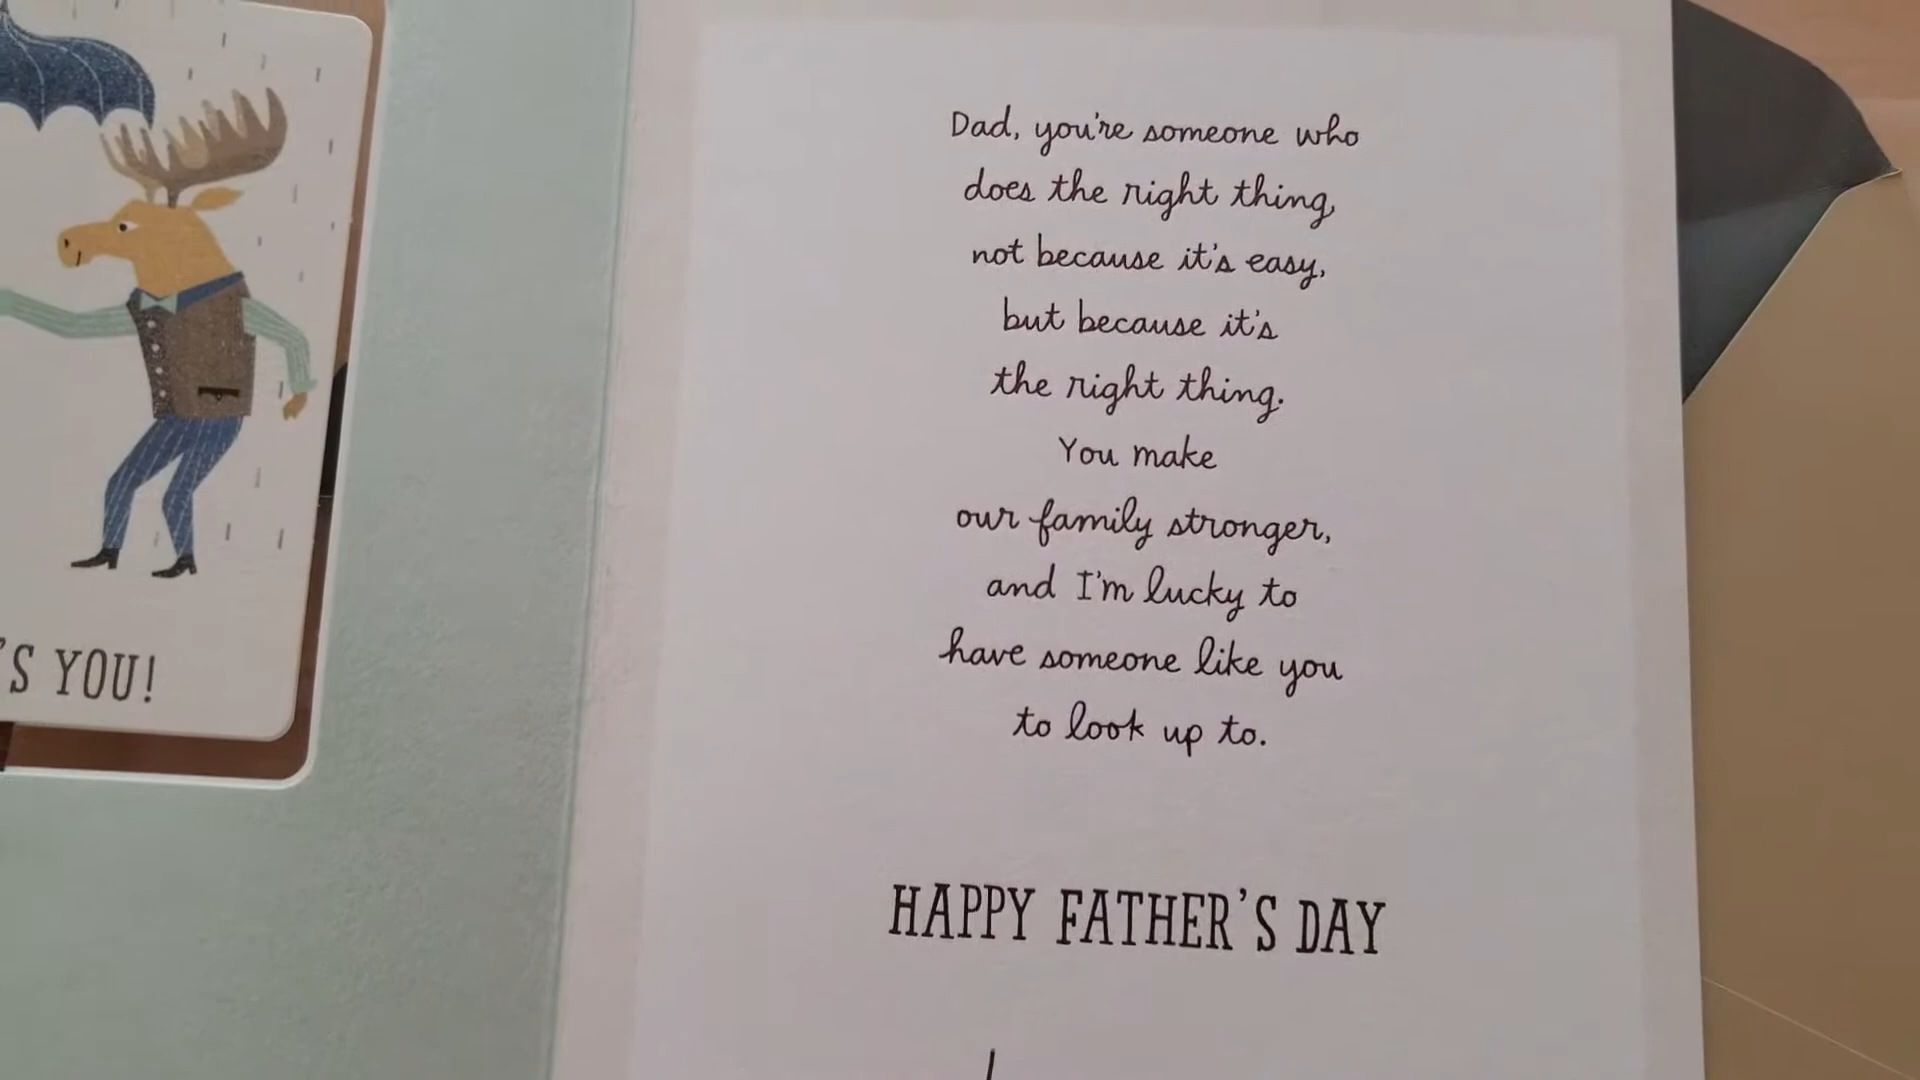 'S YOU!
Dad, you're someone who
does the right thing,
not because it's easy,
but because it's
the right thing.
You make
our family stronger,
and I'm lucky to
have someone like you
to look up to.
HAPPY FATHER'S DAY